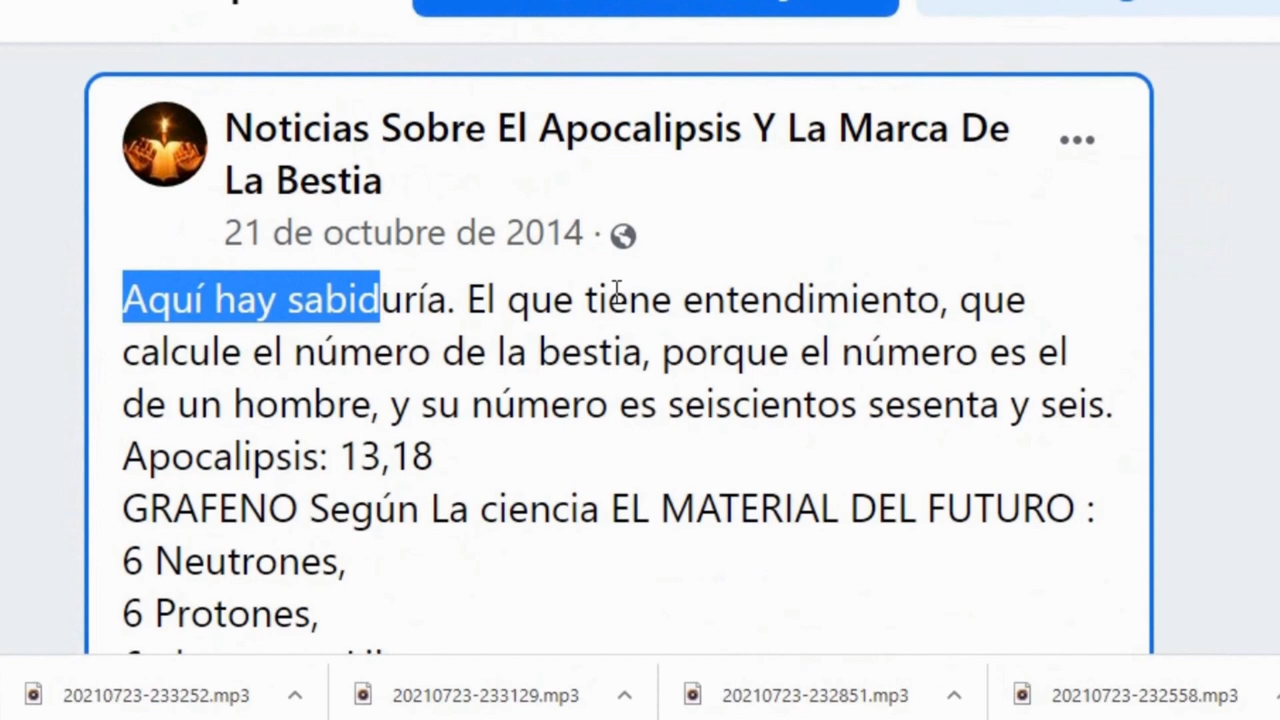 Noticias Sobre El Apocalipsis Y La Marca De
La Bestia
21 de octubre de 2014 ·
Aquí hay sabiduría. El que tiene entendimiento, que
calcule el número de la bestia, porque el número es el
de un hombre, y su número es seiscientos sesenta y seis.
Apocalipsis: 13,18
GRAFENO Según La ciencia EL MATERIAL DEL FUTURO :
6 Neutrones,
6 Protones,
20210723-233252.mp3
20210723-233129.mp3
20210723-232851.mp3
20210723-232558.mp3